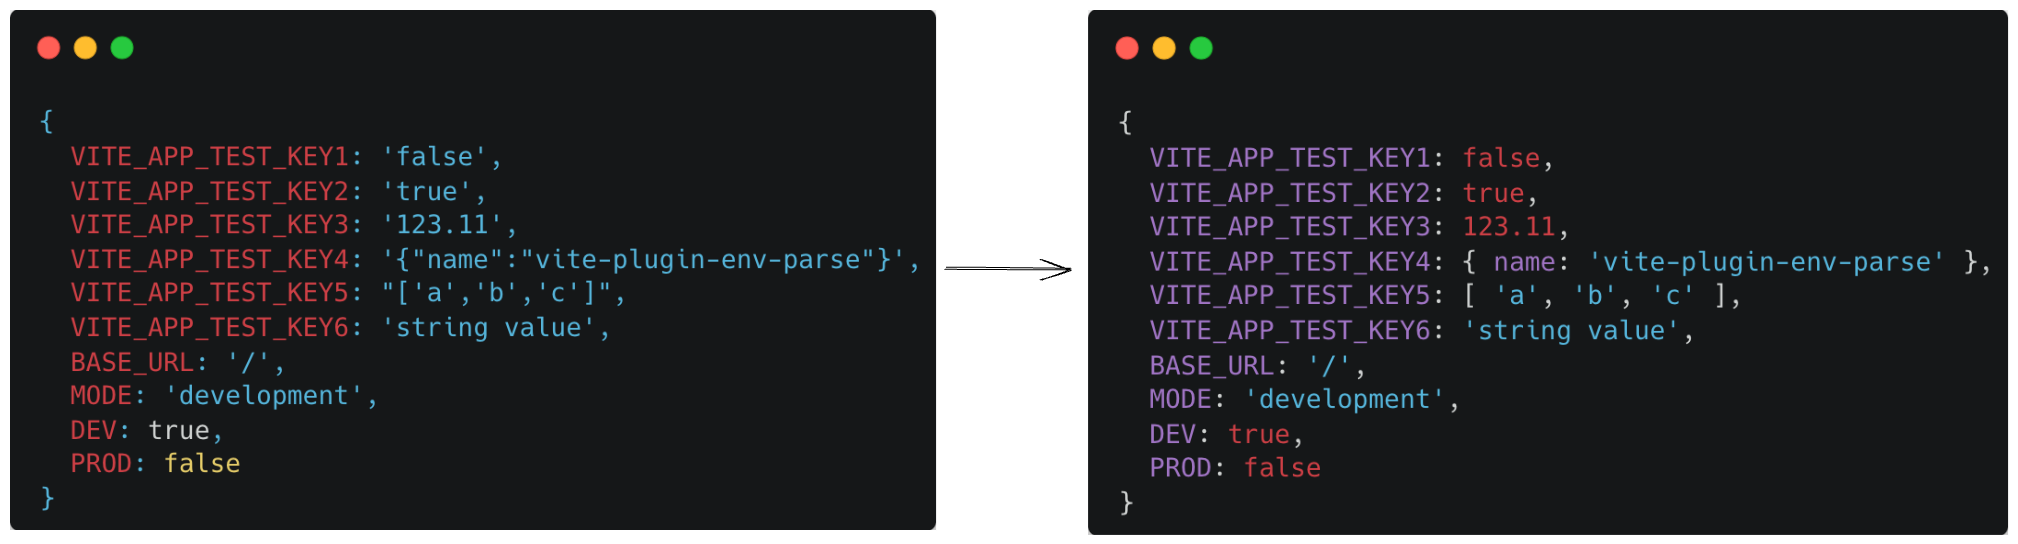 {
  VITE_APP_TEST_KEY1: 'false',
  VITE_APP_TEST_KEY2: 'true',
  VITE_APP_TEST_KEY3: '123.11',
  VITE_APP_TEST_KEY4: '{"name":"vite-plugin-env-parse"}',
  VITE_APP_TEST_KEY5: "['a','b','c']",
  VITE_APP_TEST_KEY6: 'string value',
  BASE_URL: '/',
  MODE: 'development',
  DEV: true,
  PROD: false
}
{
  VITE_APP_TEST_KEY1: false,
  VITE_APP_TEST_KEY2: true,
  VITE_APP_TEST_KEY3: 123.11,
  VITE_APP_TEST_KEY4: { name: 'vite-plugin-env-parse' },
  VITE_APP_TEST_KEY5: [ 'a', 'b', 'c' ],
  VITE_APP_TEST_KEY6: 'string value',
  BASE_URL: '/',
  MODE: 'development',
  DEV: true,
  PROD: false
}